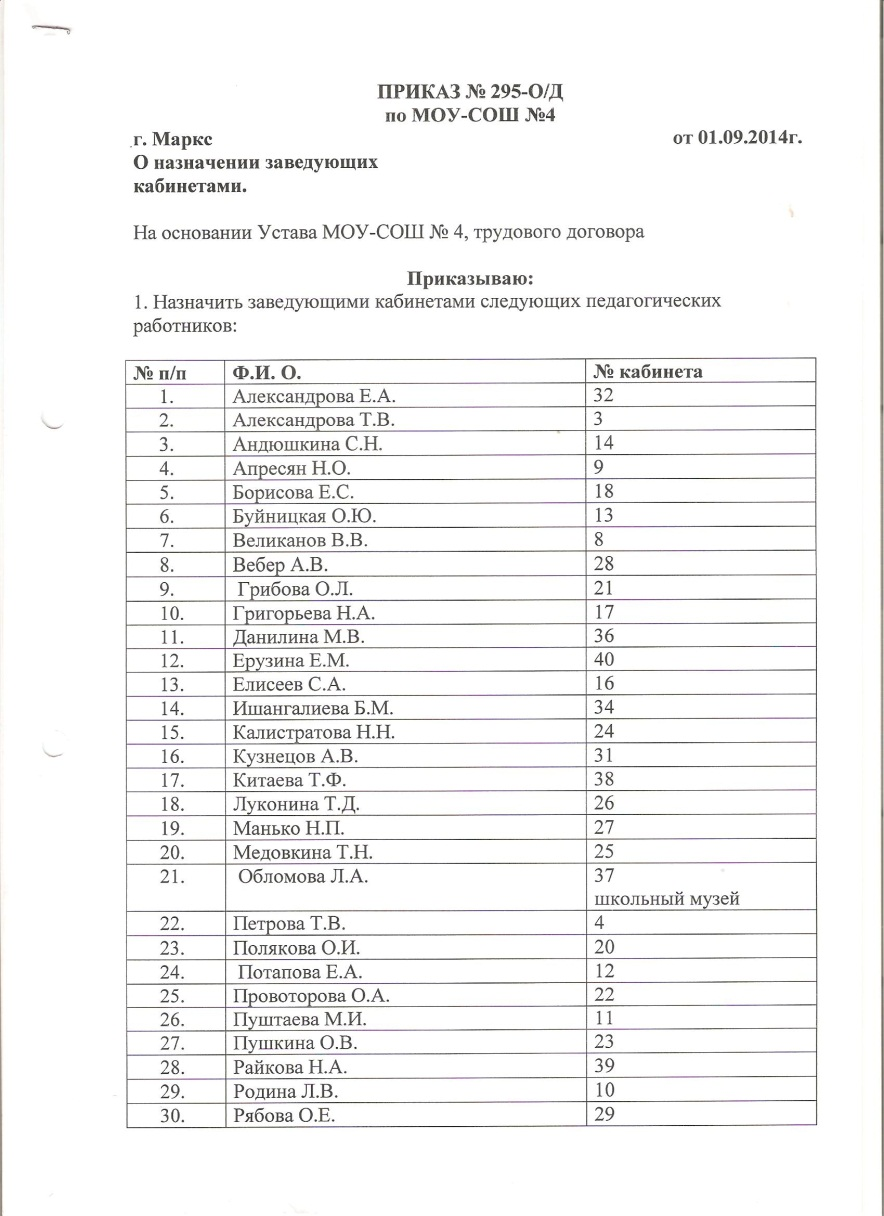 ПРИКАЗ № 295-О/Д
по МОУ-СОШ №4
г. Маркс от 01.09.2014г.
О назначении заведующих
кабинетами.
На основании Устава МОУ-СОШ № 4, трудового договора
Приказываю:
1. Назначить заведующими кабинетами следующих педагогических
работников:
№ п/п Ф.И. О. № кабинета
1. Александрова Е.А. 32
2. Александрова Т.В. 3
3. Андюшкина С.Н. 14
4. Апресян Н.О. 9
5. Борисова Е.С. 18
6. Буйницкая О.Ю. 13
7. Великанов В.В. 8
8. Вебер А.В. 28
9. Грибова О.Л. 21
10. Григорьева Н.А. 17
11. Данилина М.В. 36
12. Ерузина Е.М. 40
13. Елисеев С.А. 16
14. Ишангалиева Б.М. 34
15. Калистратова Н.Н. 24
16. Кузнецов А.В. 31
17. Китаева Т.Ф. 38
18. Луконина Т.Д. 26
19. Манько Н.П. 27
20. Медовкина Т.Н. 25
21. Обломова Л.А. 37
школьный музей
22. Петрова Т.В. 4
23. Полякова О.И. 20
24. Потапова Е.А. 12
25. Провоторова О.А. 22
26. Пуштаева М.И. 11
27. Пушкина О.В. 23
28. Райкова Н.А. 39
29. Родина Л.В. 10
30. Рябова О.Е. 29